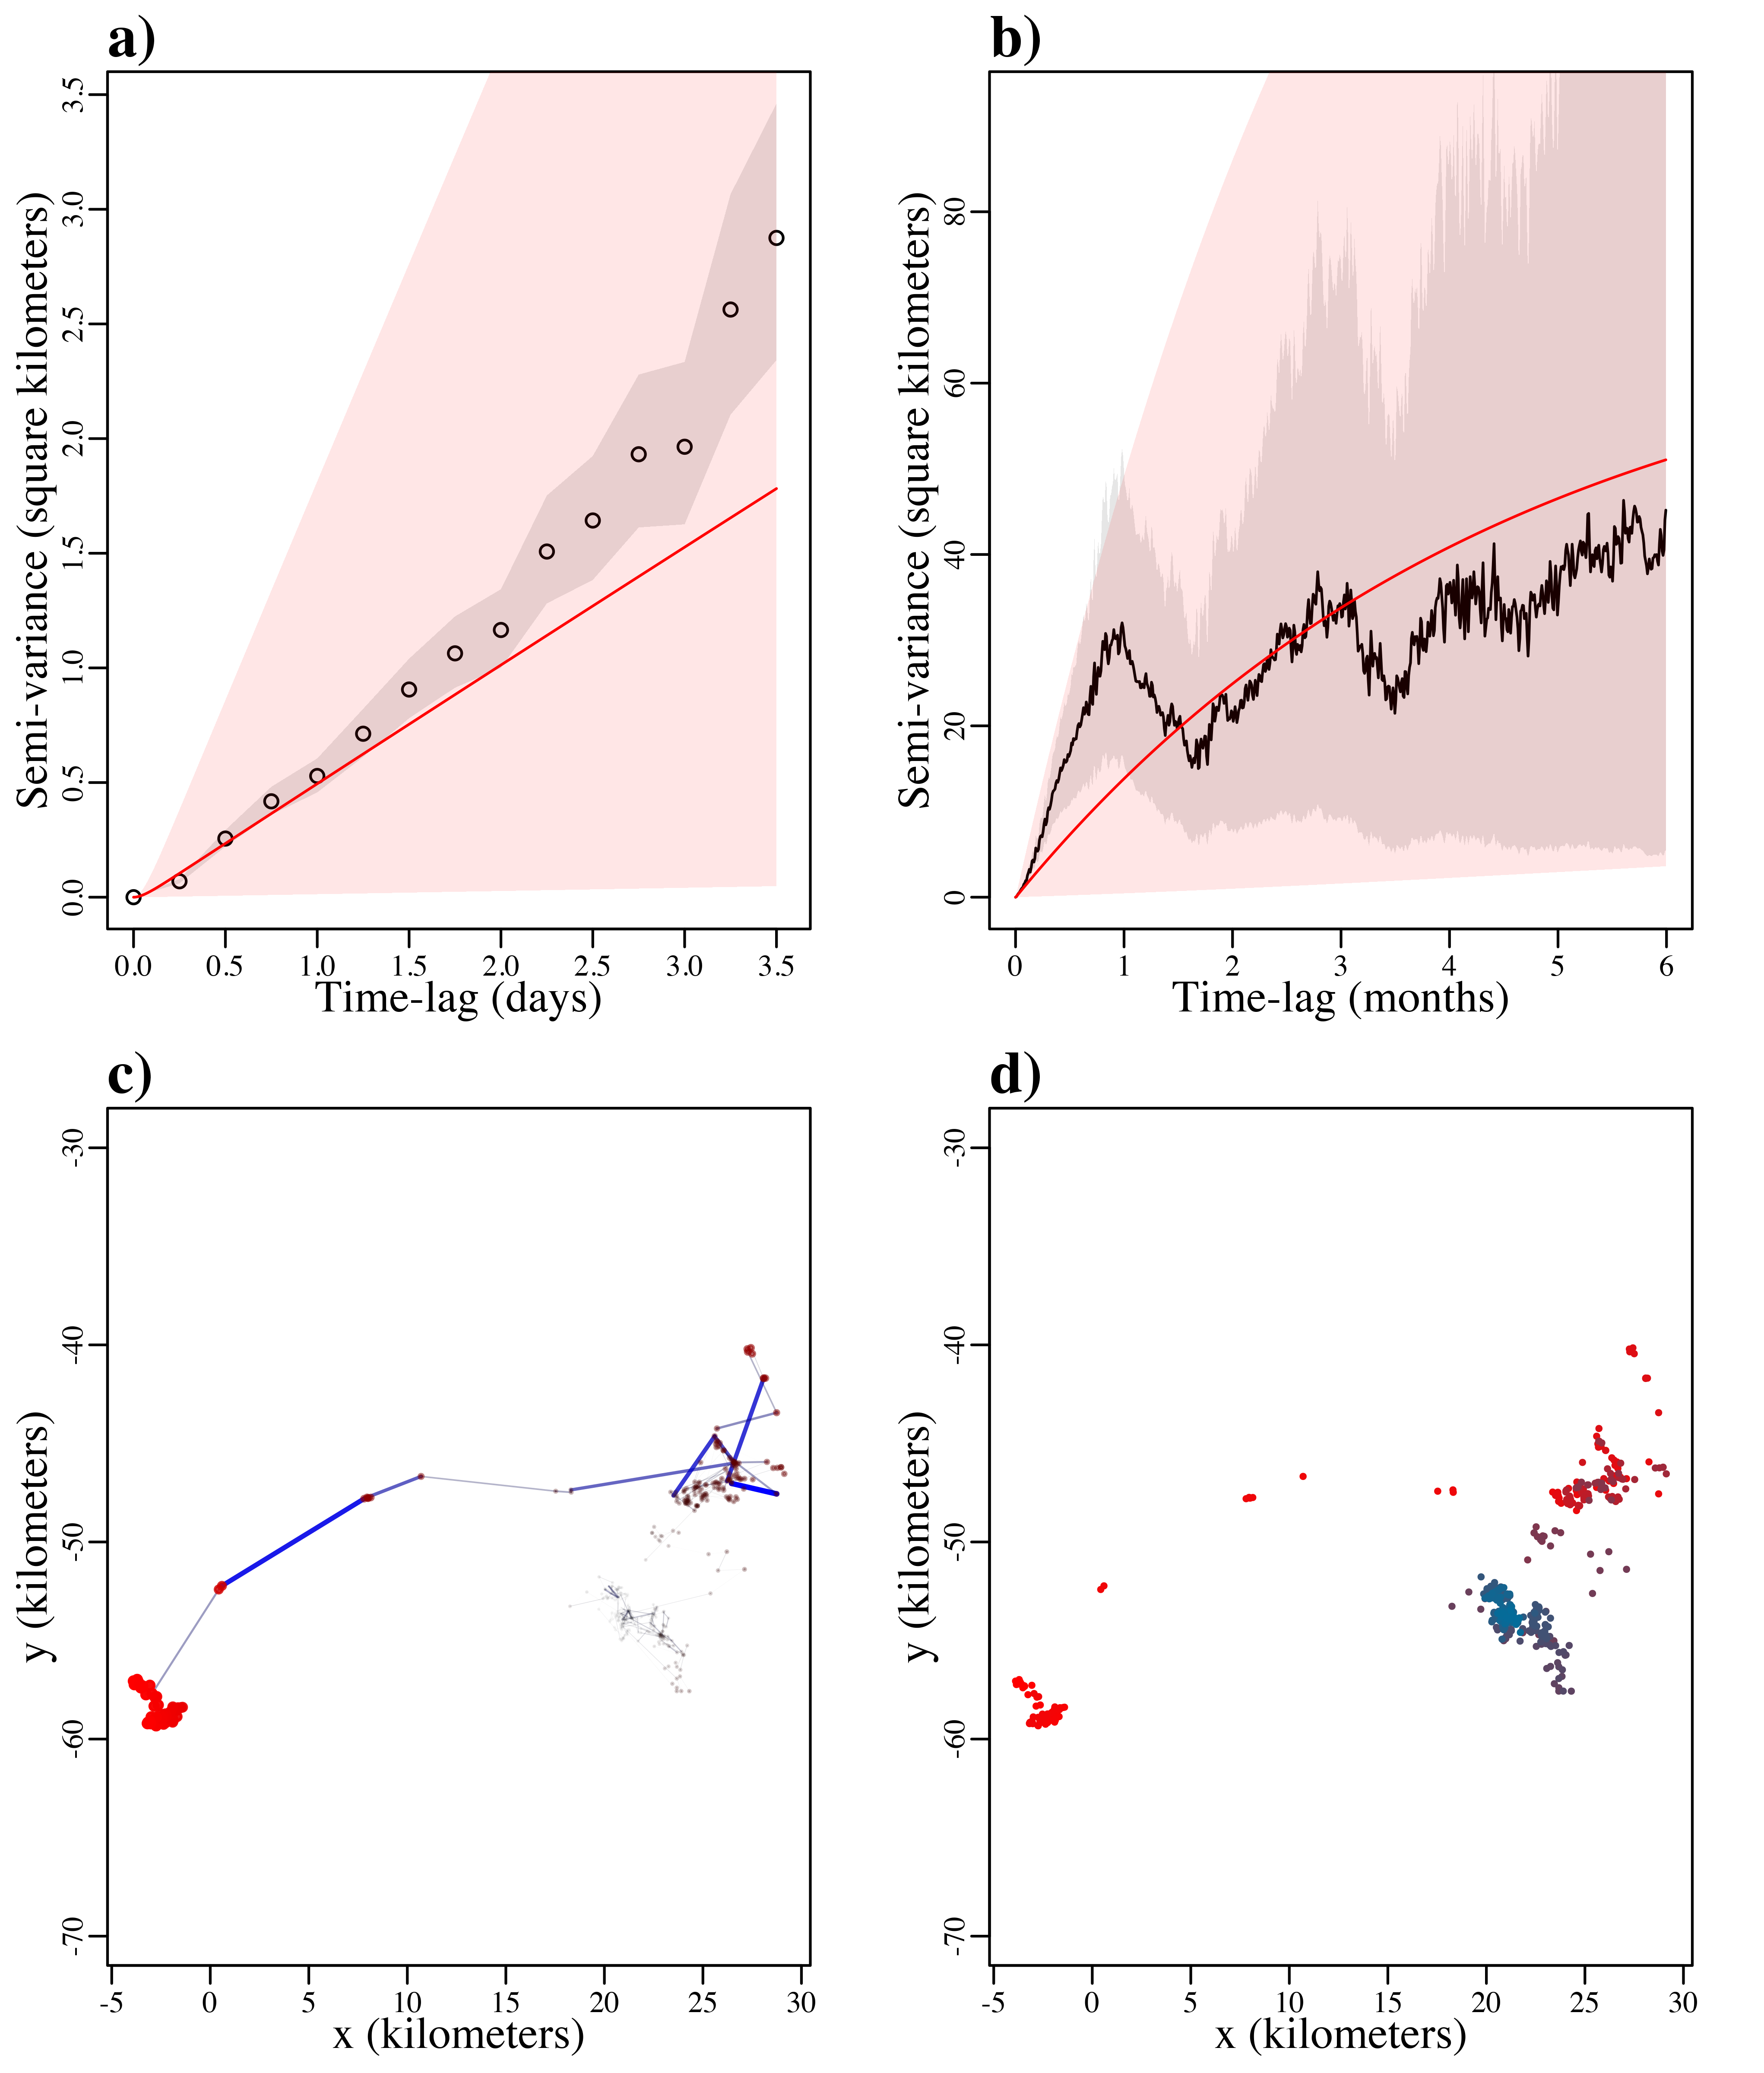 a)
Semi-variance (square kilometers)
0.0 0.5 1.0 1.5 2.0 2.5 3.0 3.5
0.0 0.5 1.0 1.5 2.0 2.5 3.0 3.5
Time-lag (days)
b)
Semi-variance (square kilometers)
0 20 40 60 80
0 1 2 3 4 5 6
Time-lag (months)
c)
y (kilometers)
-70 -60 -50 -40 -30
-5 0 5 10 15 20 25 30
x (kilometers)
d)
y (kilometers)
-70 -60 -50 -40 -30
-5 0 5 10 15 20 25 30
x (kilometers)